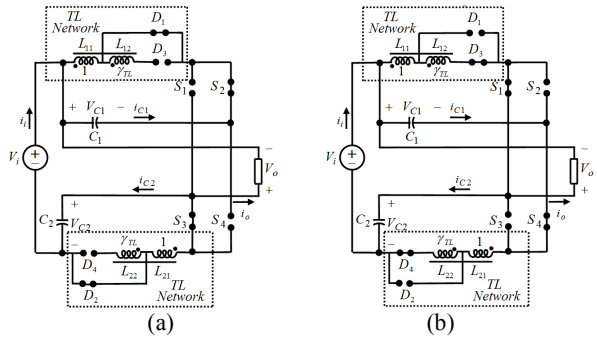 TL
Network
D1
L11
L12
D3
1
γTL
S1
S2
+ VC1 − iC1
C1
ii
Vi
+
−
−
Vo
+
iC2
+
C2
VC2
io
S3
S4
−
γTL
1
D4
L22
L21
D2
TL
Network
(a)
TL
Network
D1
L11
L12
D3
1
γTL
S1
S2
+ VC1 − iC1
C1
ii
Vi
+
−
−
Vo
+
iC2
+
C2
VC2
io
S3
S4
−
γTL
1
D4
L22
L21
D2
TL
Network
(b)